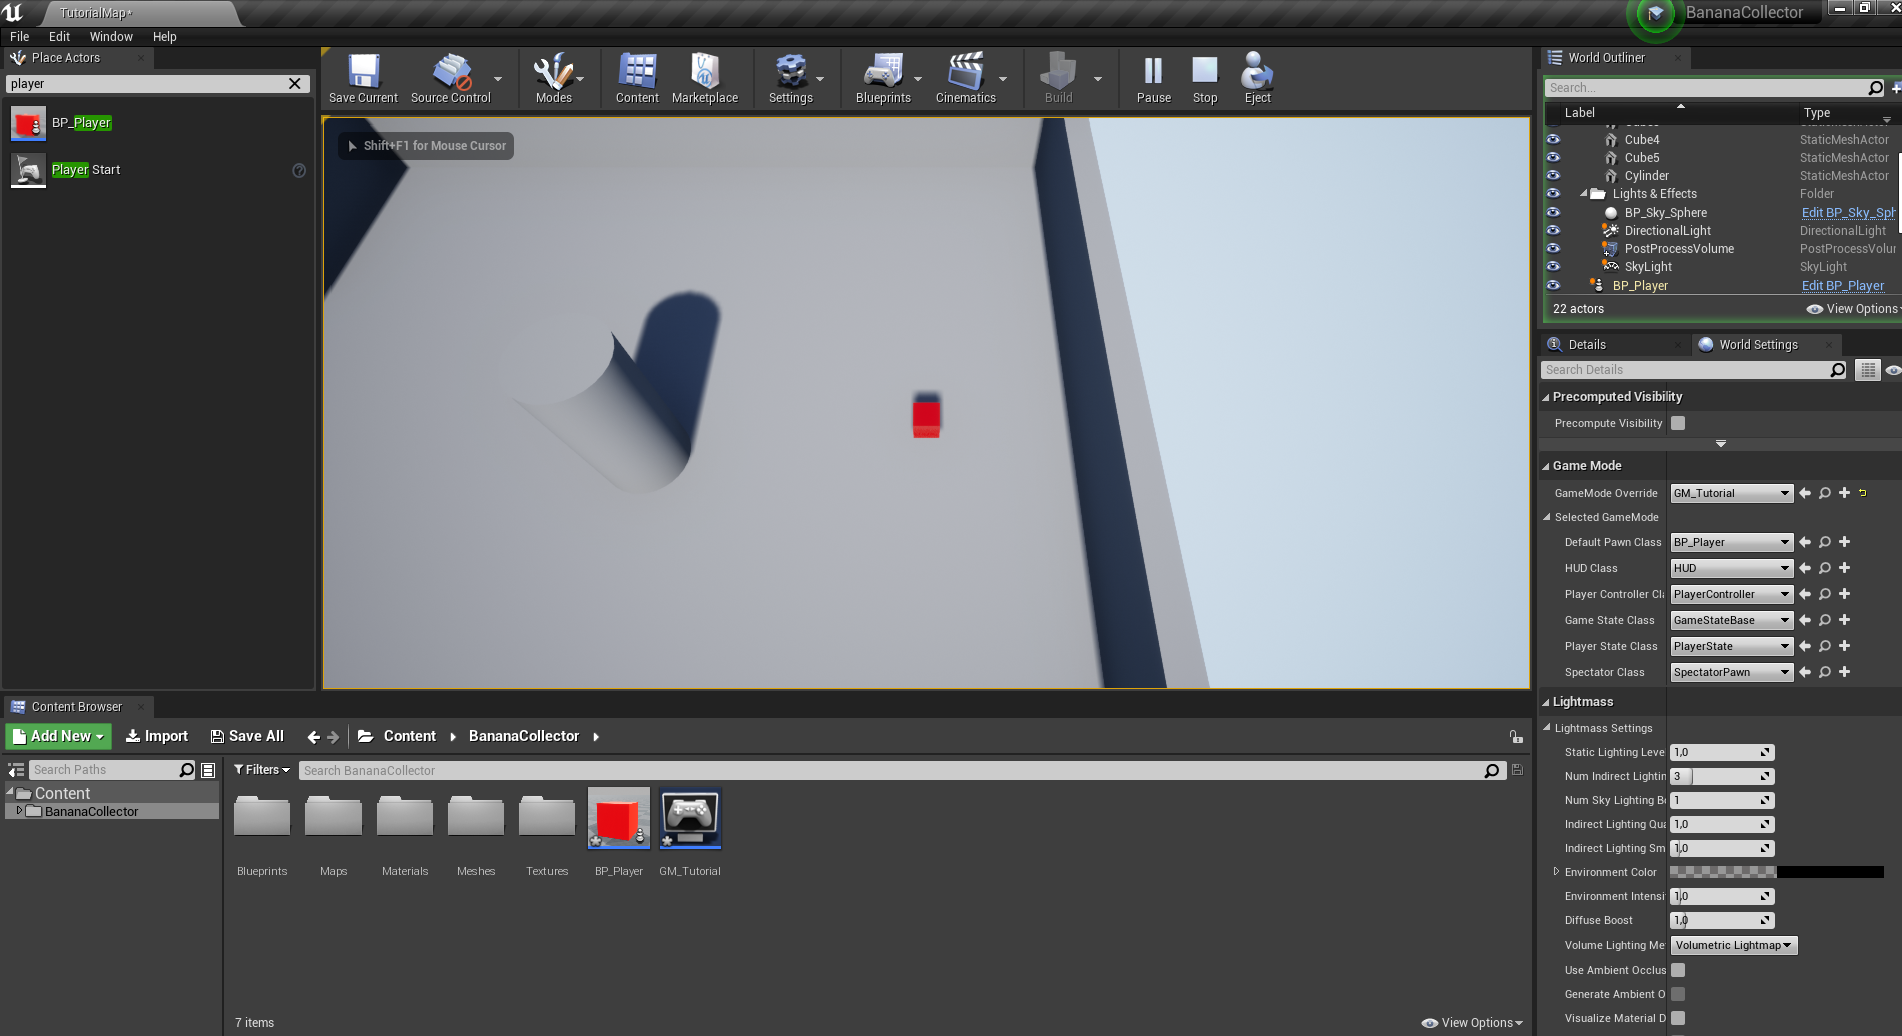 TutorialMap*
BananaCollector
File Edit Window Help
Place Actors
player
BP_Player
Player Start
Save Current
Source Control
Modes
Content
Marketplace
Settings
Blueprints
Cinematics
Build
Pause
Stop
Eject
Shift+F1 for Mouse Cursor
World Outliner
Search...
Label Type
Cube4 StaticMeshActor
Cube5 StaticMeshActor
Cylinder StaticMeshActor
Lights & Effects Folder
BP_Sky_Sphere Edit BP_Sky_Sph
DirectionalLight DirectionalLight
PostProcessVolume PostProcessVolur
SkyLight SkyLight
BP_Player Edit BP_Player
22 actors View Options
Details World Settings
Search Details
Precomputed Visibility
Precompute Visibility
Game Mode
GameMode Override GM_Tutorial
Selected GameMode
Default Pawn Class BP_Player
HUD Class HUD
Player Controller Cl PlayerController
Game State Class GameStateBase
Player State Class PlayerState
Spectator Class SpectatorPawn
Lightmass
Lightmass Settings
Static Lighting Leve 1,0
Num Indirect Lightin 3
Num Sky Lighting B 1
Indirect Lighting Qua 1,0
Indirect Lighting Sm 1,0
Environment Color
Environment Intensi 1,0
Diffuse Boost 1,0
Volume Lighting Me Volumetric Lightmap
Use Ambient Occlus
Generate Ambient O
Visualize Material D
Content Browser
Add New Import Save All Content BananaCollector
Search Paths
Content
BananaCollector
Filters Search BananaCollector
Blueprints Maps Materials Meshes Textures BP_Player GM_Tutorial
7 items View Options